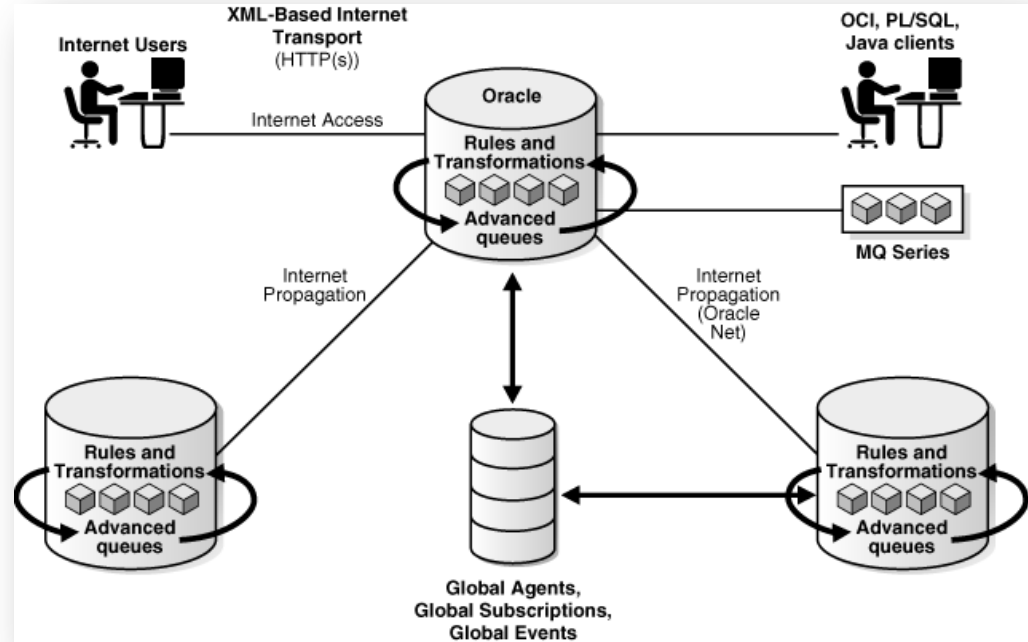 XML-Based Internet
Transport
(HTTP(s))
Internet Users
OCI, PL/SQL,
Java clients
Oracle
Internet Access
Rules and
Transformations
Advanced
queues
MQ Series
Internet
Propagation
Internet
Propagation
(Oracle
Net)
Rules and
Transformations
Advanced
queues
Rules and
Transformations
Advanced
queues
Global Agents,
Global Subscriptions,
Global Events